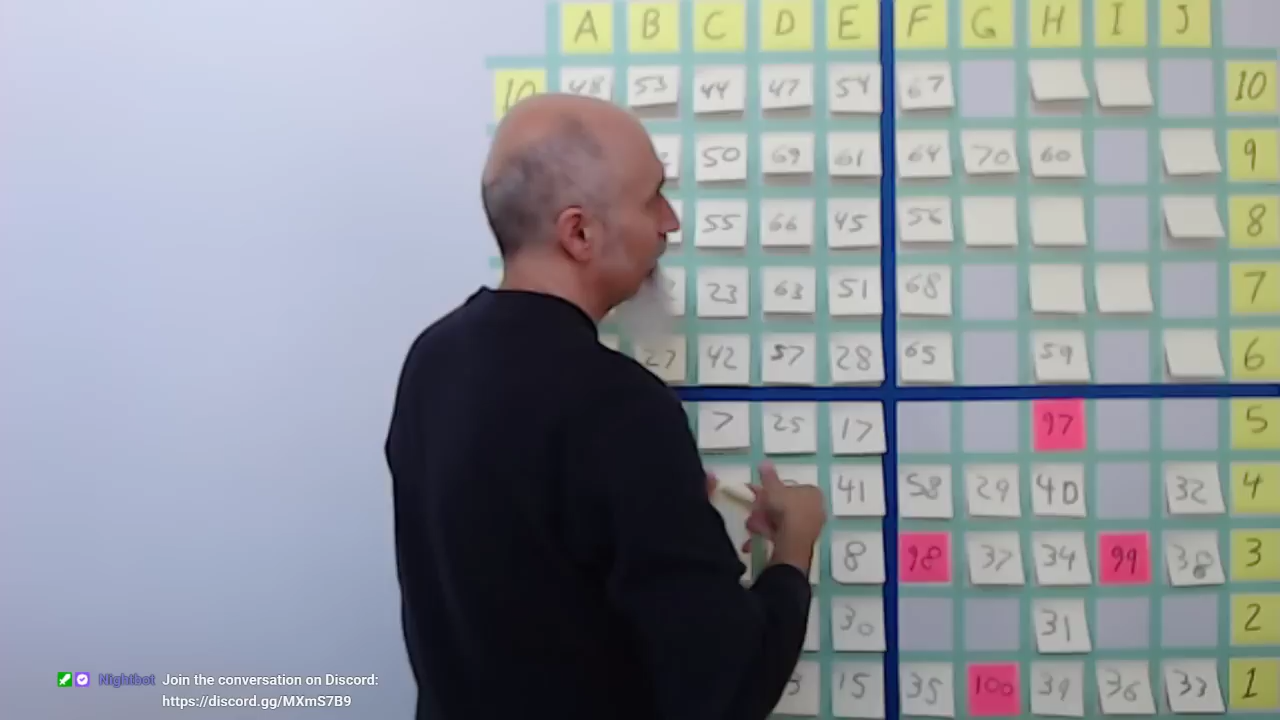 A B C D E F G H I J
10 48 53 44 47 54 67 10
50 69 61 64 70 60 9
55 66 45 56 8
23 63 51 68 7
27 42 57 28 65 59 6
7 25 17 97 5
41 58 29 40 32 4
8 98 37 34 99 38 3
30 31 2
15 35 100 39 36 33 1
Nightbot Join the conversation on Discord:
https://discord.gg/MXmS7B9